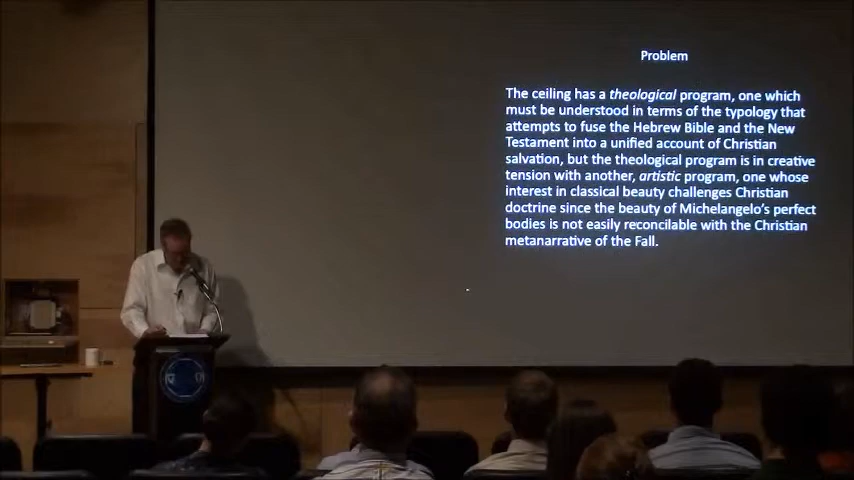 Problem
The ceiling has a theological program, one which
must be understood in terms of the typology that
attempts to fuse the Hebrew Bible and the New
Testament into a unified account of Christian
salvation, but the theological program is in creative
tension with another, artistic program, one whose
interest in classical beauty challenges Christian
doctrine since the beauty of Michelangelo's perfect
bodies is not easily reconcilable with the Christian
metanarrative of the Fall.